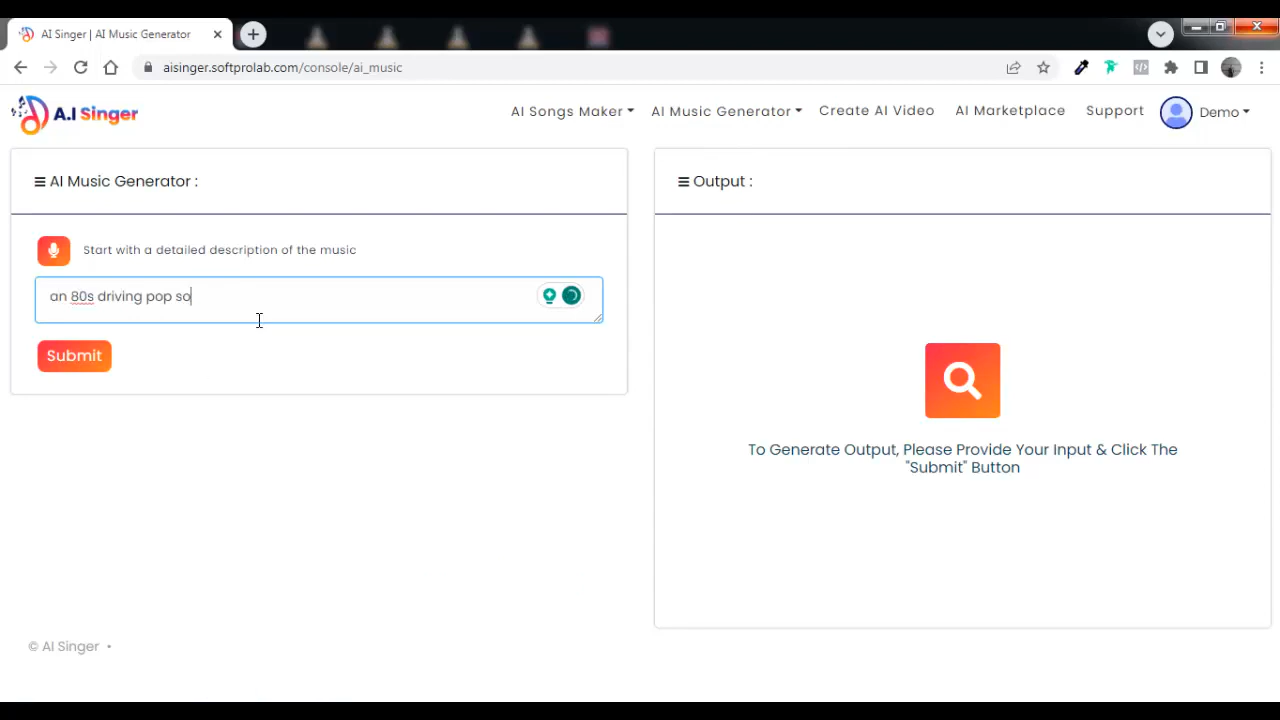 AI Singer | AI Music Generator
aisinger.softprolab.com/console/ai_music
A.I Singer
AI Songs Maker
AI Music Generator
Create AI Video
AI Marketplace
Support
Demo
AI Music Generator :
Start with a detailed description of the music
an 80s driving pop so
Submit
Output :
To Generate Output, Please Provide Your Input & Click The
"Submit" Button
© AI Singer •